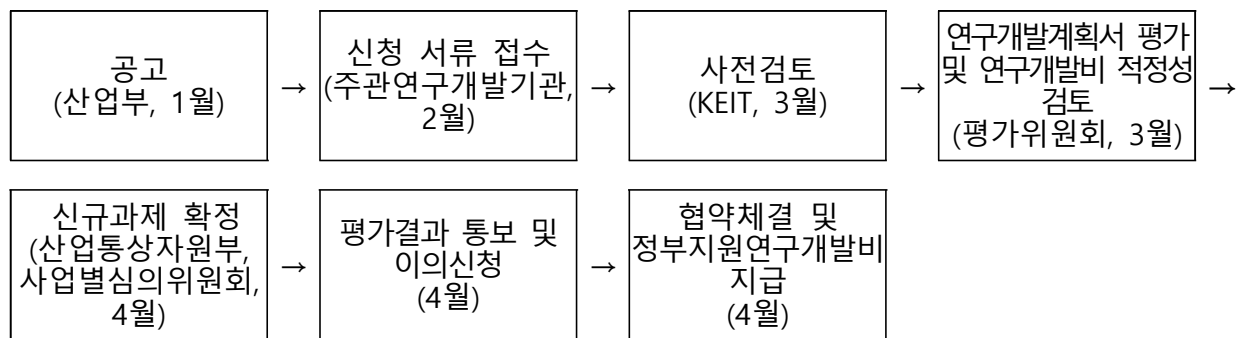 공고
(산업부, 1월)
→
신청 서류 접수
(주관연구개발기관,
2월)
→
사전검토
(KEIT, 3월)
→
연구개발계획서 평가
및 연구개발비 적정성
검토
(평가위원회, 3월)
→
신규과제 확정
(산업통상자원부,
사업별심의위원회,
4월)
→
평가결과 통보 및
이의신청
(4월)
→
협약체결 및
정부지원연구개발비
지급
(4월)